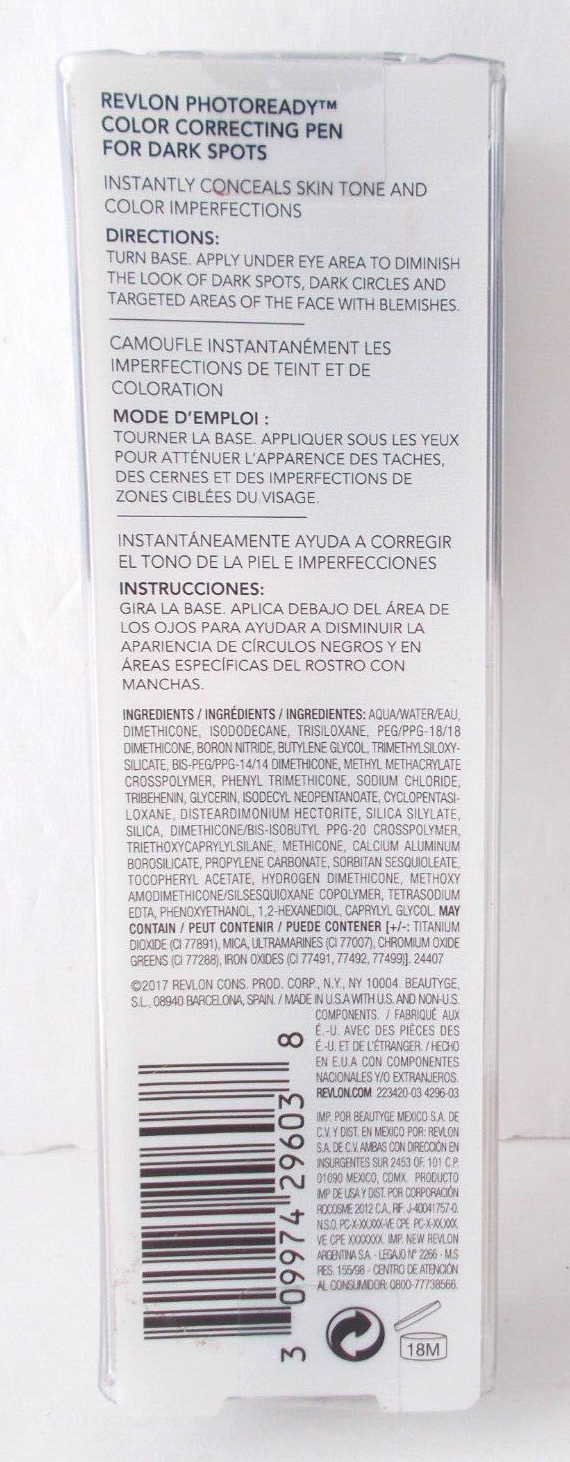 REVLON PHOTOREADY™
COLOR CORRECTING PEN
FOR DARK SPOTS
INSTANTLY CONCEALS SKIN TONE AND
COLOR IMPERFECTIONS
DIRECTIONS:
TURN BASE. APPLY UNDER EYE AREA TO DIMINISH
THE LOOK OF DARK SPOTS, DARK CIRCLES AND
TARGETED AREAS OF THE FACE WITH BLEMISHES.
CAMOUFLE INSTANTANÉMENT LES
IMPERFECTIONS DE TEINT ET DE
COLORATION
MODE D'EMPLOI :
TOURNER LA BASE. APPLIQUER SOUS LES YEUX
POUR ATTÉNUER L'APPARENCE DES TACHES,
DES CERNES ET DES IMPERFECTIONS DE
ZONES CIBLÉES DU VISAGE.
INSTANTÁNEAMENTE AYUDA A CORREGIR
EL TONO DE LA PIEL E IMPERFECCIONES
INSTRUCCIONES:
GIRA LA BASE. APLICA DEBAJO DEL ÁREA DE
LOS OJOS PARA AYUDAR A DISMINUIR LA
APARIENCIA DE CÍRCULOS NEGROS Y EN
ÁREAS ESPECÍFICAS DEL ROSTRO CON
MANCHAS.
INGREDIENTS / INGRÉDIENTS / INGREDIENTES: AQUA/WATER/EAU,
DIMETHICONE, ISODODECANE, TRISILOXANE, PEG/PPG-18/18
DIMETHICONE, BORON NITRIDE, BUTYLENE GLYCOL, TRIMETHYLSILOXY-
SILICATE, BIS-PEG/PPG-14/14 DIMETHICONE, METHYL METHACRYLATE
CROSSPOLYMER, PHENYL TRIMETHICONE, SODIUM CHLORIDE,
TRIBEHENIN, GLYCERIN, ISODECYL NEOPENTANOATE, CYCLOPENTASI-
LOXANE, DISTEARDIMONIUM HECTORITE, SILICA SILYLATE,
SILICA, DIMETHICONE/BIS-ISOBUTYL PPG-20 CROSSPOLYMER,
TRIETHOXYCAPRYLYLSILANE, METHICONE, CALCIUM ALUMINUM
BOROSILICATE, PROPYLENE CARBONATE, SORBITAN SESQUIOLEATE,
TOCOPHERYL ACETATE, HYDROGEN DIMETHICONE, METHOXY
AMODIMETHICONE/SILSESQUIOXANE COPOLYMER, TETRASODIUM
EDTA, PHENOXYETHANOL, 1,2-HEXANEDIOL, CAPRYLYL GLYCOL. MAY
CONTAIN / PEUT CONTENIR / PUEDE CONTENER [+/-: TITANIUM
DIOXIDE (CI 77891), MICA, ULTRAMARINES (CI 77007), CHROMIUM OXIDE
GREENS (CI 77288), IRON OXIDES (CI 77491, 77492, 77499)]. 24407
©2017 REVLON CONS. PROD. CORP., N.Y., NY 10004. BEAUTYGE,
S.L., 08940 BARCELONA, SPAIN. / MADE IN U.S.A WITH U.S. AND NON-U.S.
COMPONENTS. / FABRIQUÉ AUX
É.-U. AVEC DES PIÈCES DES
É.-U. ET DE L'ÉTRANGER. / HECHO
EN E.U.A CON COMPONENTES
NACIONALES Y/O EXTRANJEROS.
REVLON.COM 223420-03 4296-03
IMP. POR BEAUTYGE MEXICO S.A. DE
C.V. Y DIST. EN MEXICO POR: REVLON
S.A. DE C.V. AMBAS CON DIRECCIÓN EN
INSURGENTES SUR 2453 OF. 101 C.P.
01090 MEXICO, CDMX. PRODUCTO
IMP DE USA Y DIST. POR CORPORACIÓN
ROCOSME 2012 C.A., RIF: J-40041757-0.
N.S.O. PC-X-XX.XXX-VE CPE PC-X-XX.XXX.
VE CPE XXXXXXX. IMP. NEW REVLON
ARGENTINA S.A. - LEGAJO N° 2266 - M.S
RES. 155/98 - CENTRO DE ATENCIÓN
AL CONSUMIDOR: 0800-77738566.
3 09974 29603 8
18M